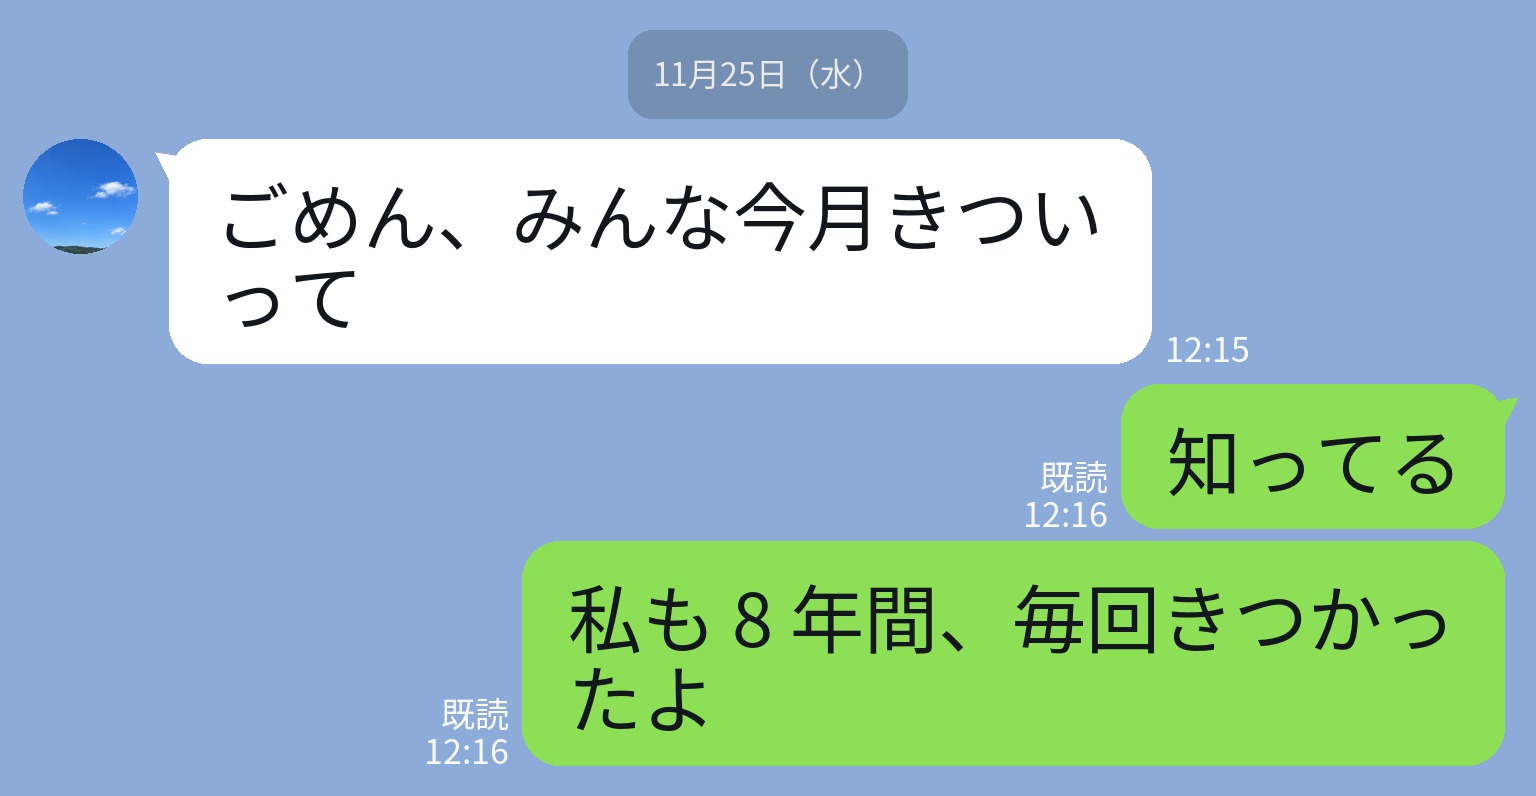 11月25日（水）
ごめん、みんな今月きつい
って
12:15
知ってる
既読
12:16
私も 8 年間、毎回きつかっ
たよ
既読
12:16